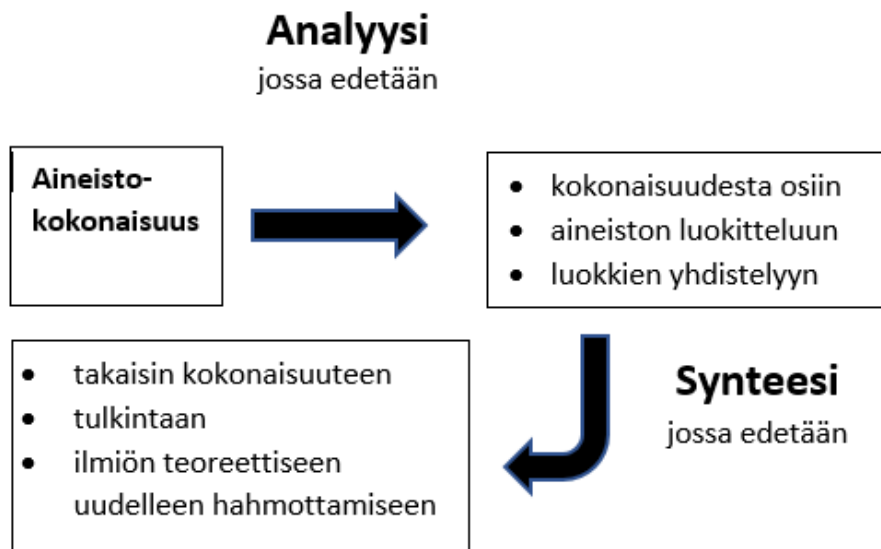 Analyysi
jossa edetään
Aineisto-
kokonaisuus
• kokonaisuudesta osiin
• aineiston luokitteluun
• luokkien yhdistelyyn
Synteesi
jossa edetään
• takaisin kokonaisuuteen
• tulkintaan
• ilmiön teoreettiseen
uudelleen hahmottamiseen